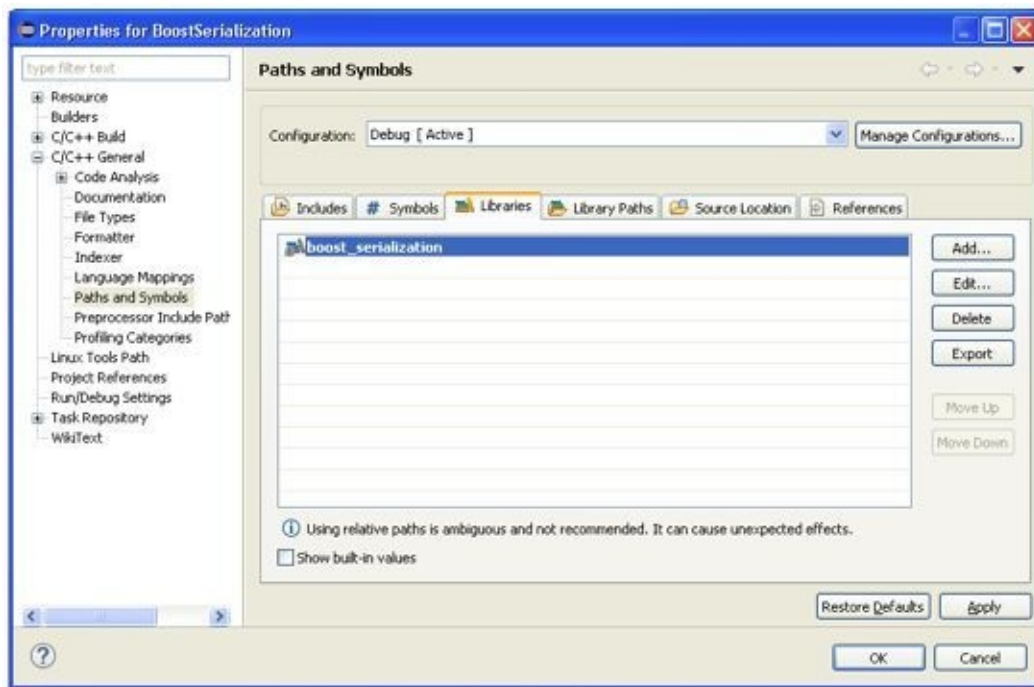 Properties for BoostSerialization
type filter text
Resource
Builders
C/C++ Build
C/C++ General
Code Analysis
Documentation
File Types
Formatter
Indexer
Language Mappings
Paths and Symbols
Preprocessor Include Path
Profiling Categories
Linux Tools Path
Project References
Run/Debug Settings
Task Repository
WikiText
Paths and Symbols
Configuration: Debug [ Active ] Manage Configurations...
Includes # Symbols Libraries Library Paths Source Location References
boost_serialization
Add...
Edit...
Delete
Export
Move Up
Move Down
Using relative paths is ambiguous and not recommended. It can cause unexpected effects.
Show built-in values
Restore Defaults Apply
OK Cancel